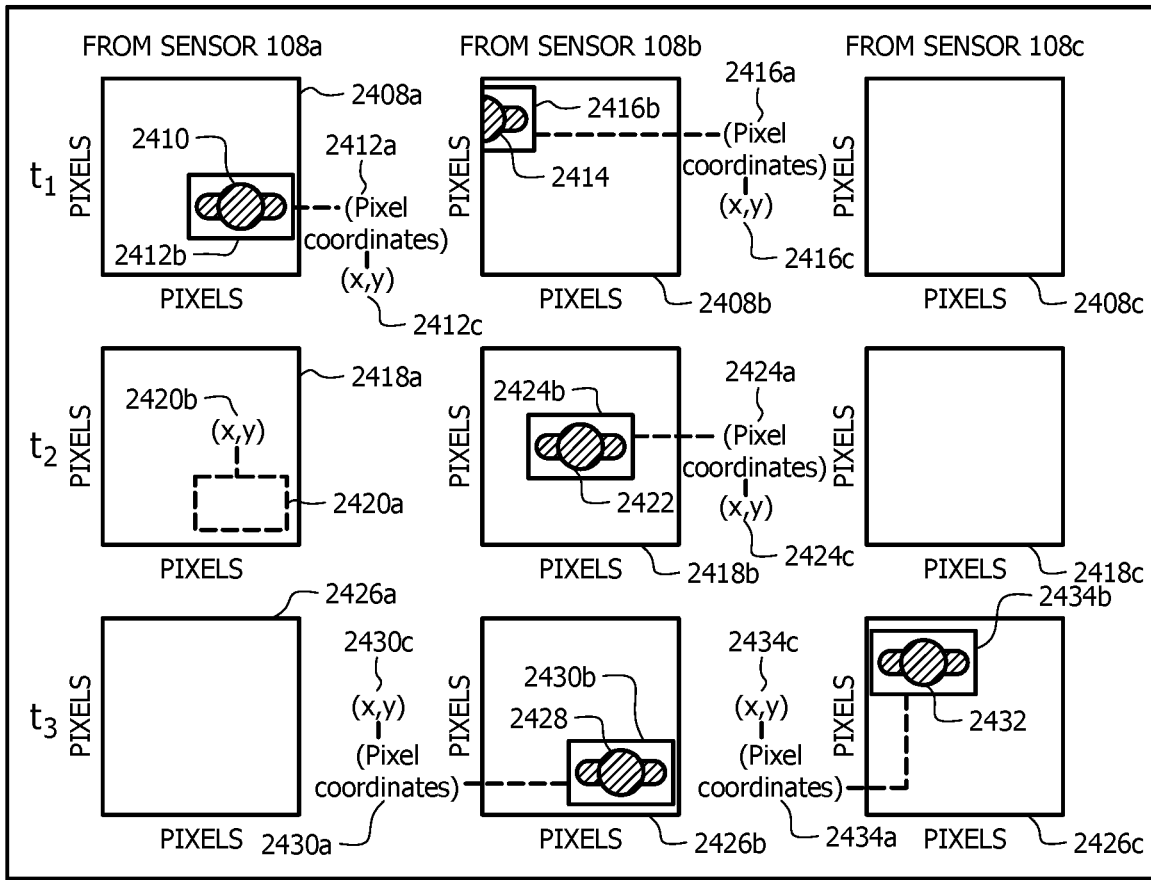 FROM SENSOR 108a
FROM SENSOR 108b
FROM SENSOR 108c
t1
PIXELS
2408a
2410
2412a
(Pixel
coordinates)
(x,y)
2412b
2412c
PIXELS
PIXELS
2416b
2414
2416a
(Pixel
coordinates)
(x,y)
2416c
PIXELS
2408b
PIXELS
PIXELS
2408c
t2
PIXELS
2418a
2420b
(x,y)
2420a
PIXELS
PIXELS
2424b
2422
2424a
(Pixel
coordinates)
(x,y)
2424c
PIXELS
2418b
PIXELS
PIXELS
2418c
t3
PIXELS
2426a
PIXELS
2430c
(x,y)
(Pixel
coordinates)
2430a
PIXELS
2430b
2428
PIXELS
2426b
2434c
(x,y)
(Pixel
coordinates)
2434a
PIXELS
2434b
2432
PIXELS
2426c